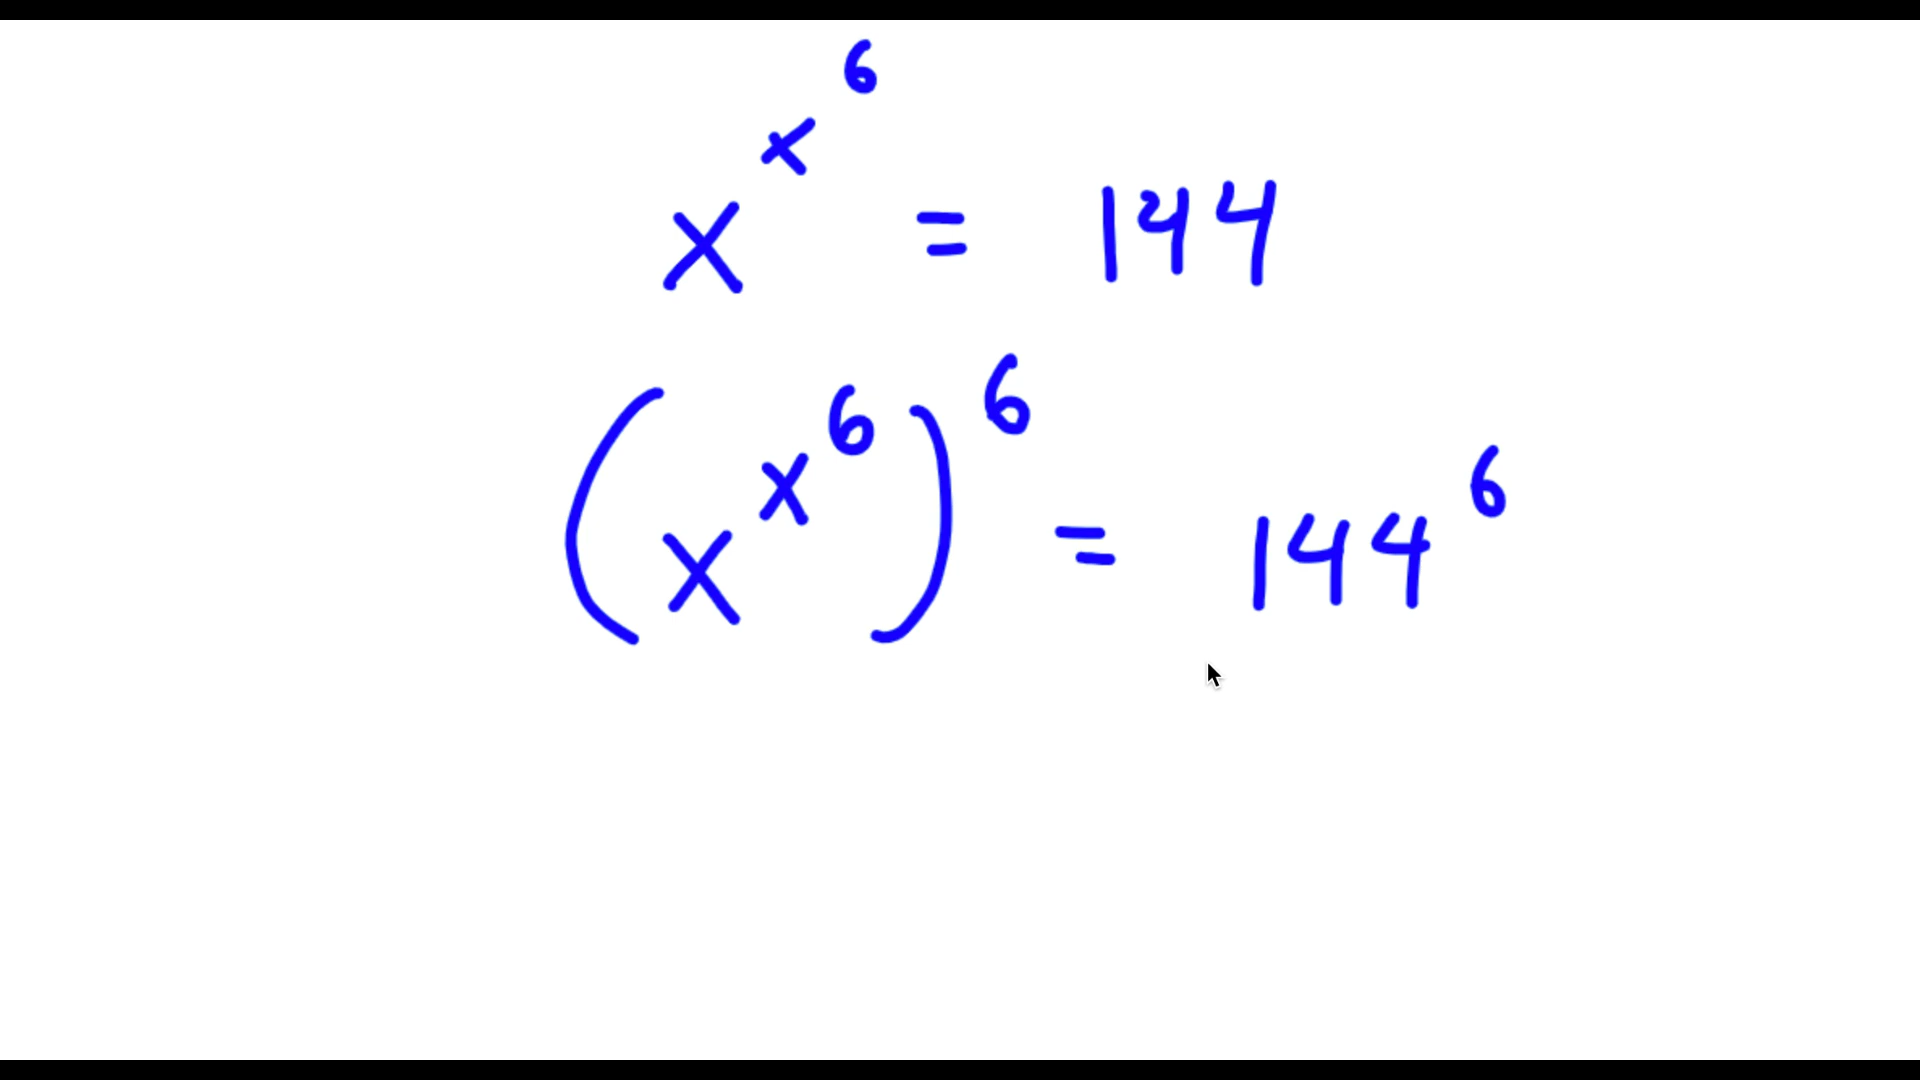 x^{x^6} = 144
(x^{x^6})^6 = 144^6